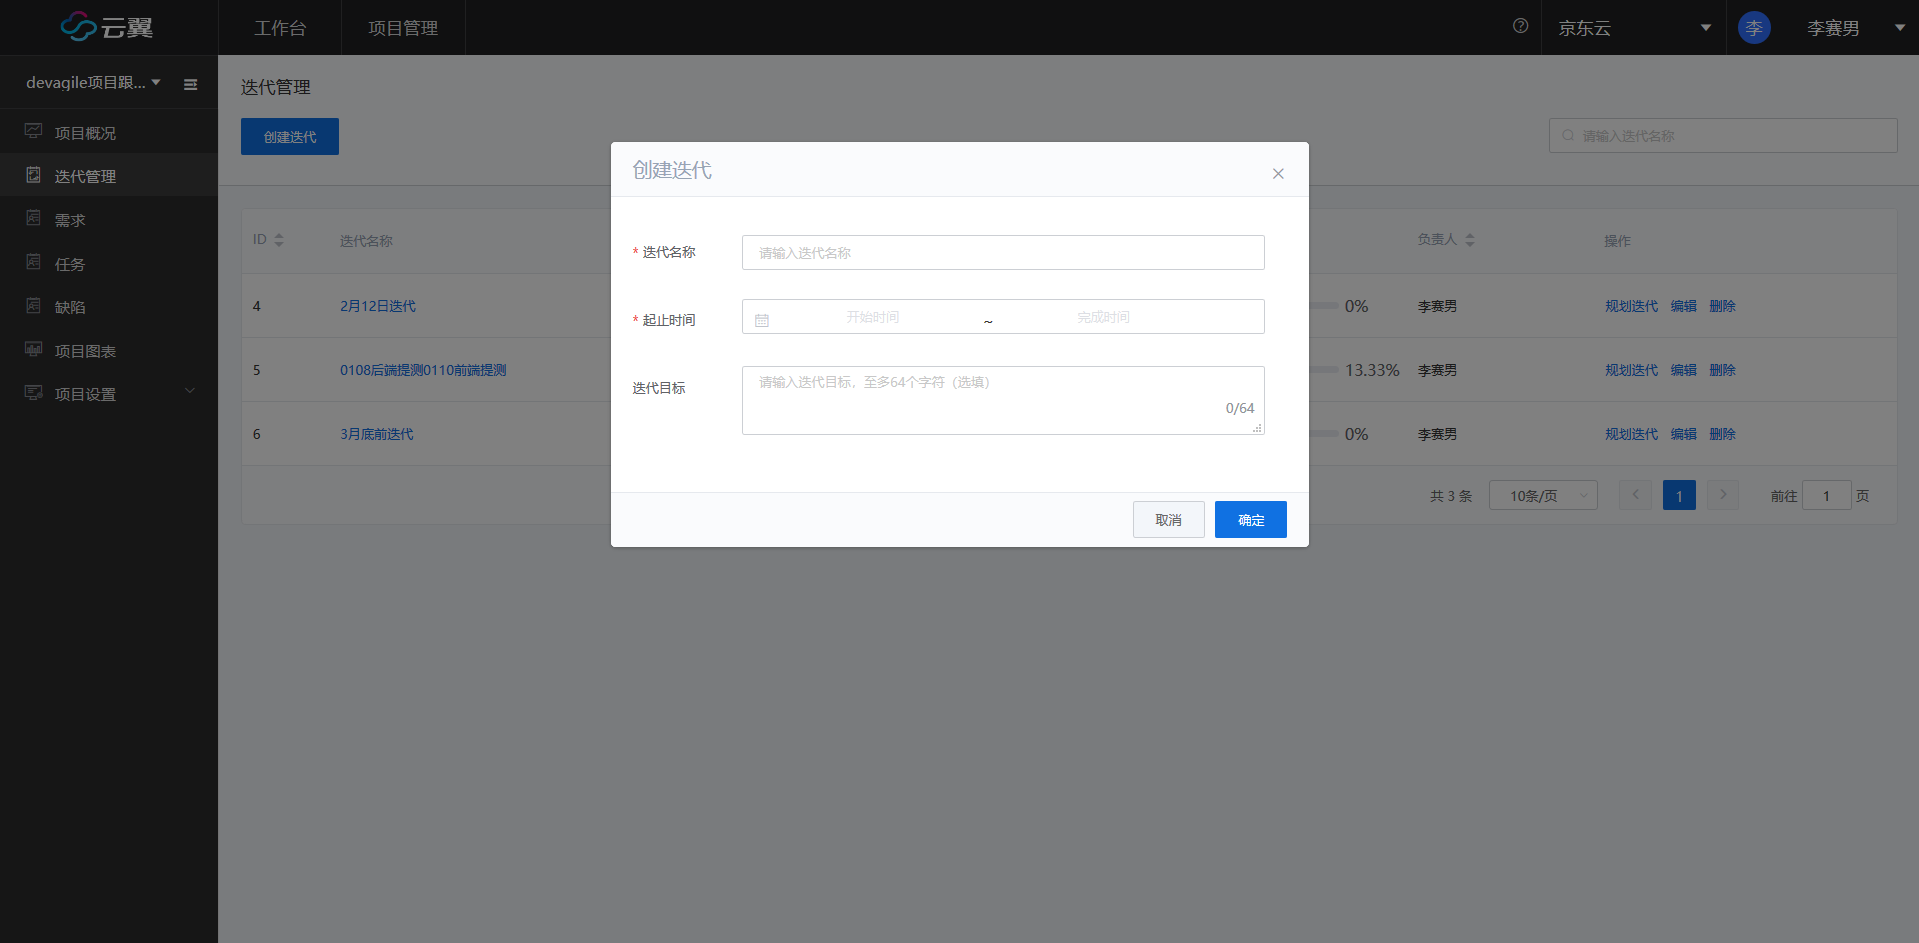 云翼
工作台
项目管理
京东云
李
李赛男
devagile项目跟...
项目概况
迭代管理
需求
任务
缺陷
项目图表
项目设置
迭代管理
创建迭代
请输入迭代名称
ID 迭代名称 负责人 操作
4 2月12日迭代 0% 李赛男 规划迭代 编辑 删除
5 0108后端提测0110前端提测 13.33% 李赛男 规划迭代 编辑 删除
6 3月底前迭代 0% 李赛男 规划迭代 编辑 删除
共 3 条 10条/页 1 前往 1 页
创建迭代
* 迭代名称 请输入迭代名称
* 起止时间 开始时间 ~ 完成时间
迭代目标 请输入迭代目标，至多64个字符（选填）
0/64
取消 确定